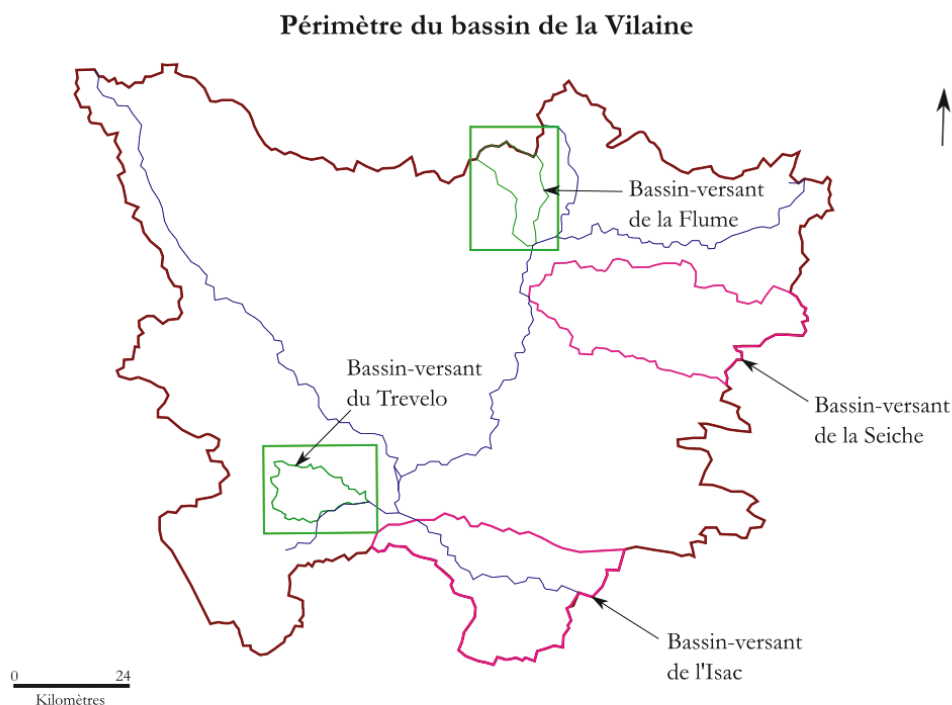 Périmètre du bassin de la Vilaine
Bassin-versant
de la Flume
Bassin-versant
du Trevelo
Bassin-versant
de la Seiche
Bassin-versant
de l'Isac
0 24
Kilomètres